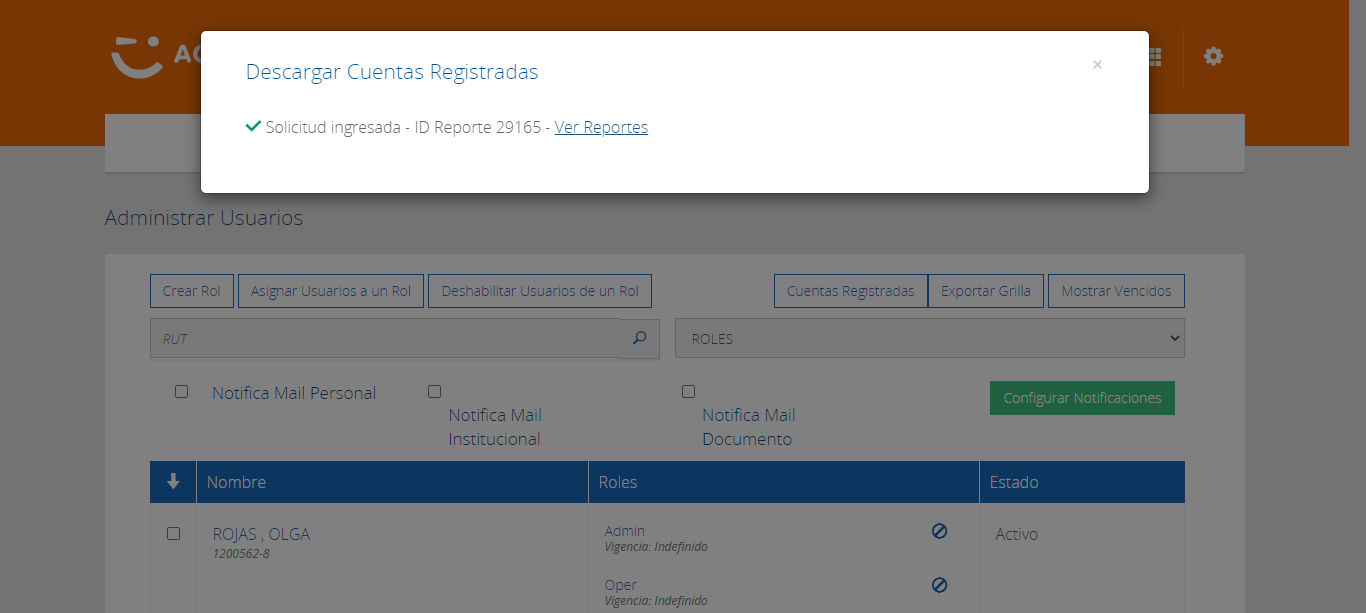 Descargar Cuentas Registradas
×
Solicitud ingresada - ID Reporte 29165 - Ver Reportes
Administrar Usuarios
Crear Rol
Asignar Usuarios a un Rol
Deshabilitar Usuarios de un Rol
Cuentas Registradas
Exportar Grilla
Mostrar Vencidos
RUT
ROLES
Notifica Mail Personal
Notifica Mail
Institucional
Notifica Mail
Documento
Configurar Notificaciones
Nombre
Roles
Estado
ROJAS , OLGA
1200562-8
Admin
Vigencia: Indefinido
Activo
Oper
Vigencia: Indefinido